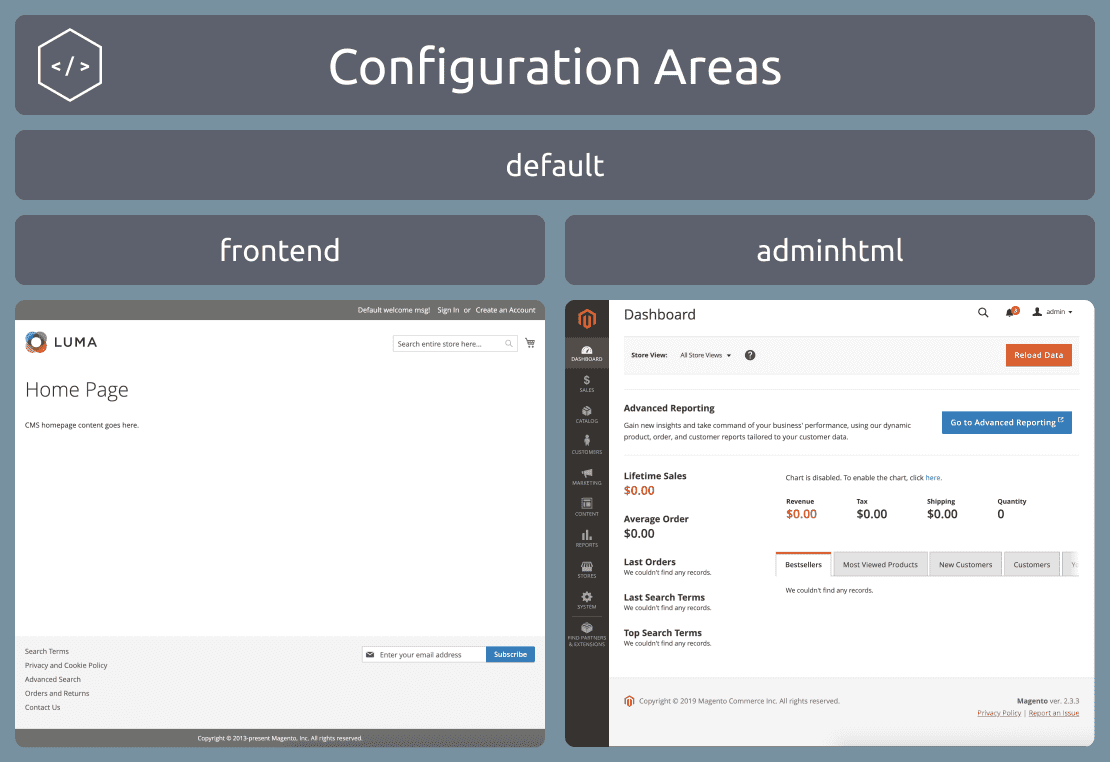 </>
Configuration Areas
default
frontend
adminhtml
Default welcome msg! Sign In or Create an Account
LUMA
Search entire store here...
Home Page
CMS homepage content goes here.
Search Terms
Privacy and Cookie Policy
Advanced Search
Orders and Returns
Contact Us
Enter your email address
Subscribe
Copyright © 2013-present Magento, Inc. All rights reserved.
DASHBOARD
SALES
CATALOG
CUSTOMERS
MARKETING
CONTENT
REPORTS
STORES
SYSTEM
FIND PARTNERS
& EXTENSIONS
Dashboard
3
admin
Store View: All Store Views ?
Reload Data
Advanced Reporting
Gain new insights and take command of your business' performance, using our dynamic
product, order, and customer reports tailored to your customer data.
Go to Advanced Reporting
Lifetime Sales
$0.00
Average Order
$0.00
Last Orders
We couldn't find any records.
Last Search Terms
We couldn't find any records.
Top Search Terms
We couldn't find any records.
Chart is disabled. To enable the chart, click here.
Revenue Tax Shipping Quantity
$0.00 $0.00 $0.00 0
Bestsellers Most Viewed Products New Customers Customers
We couldn't find any records.
Copyright © 2019 Magento Commerce Inc. All rights reserved.
Magento ver. 2.3.3
Privacy Policy | Report an Issue